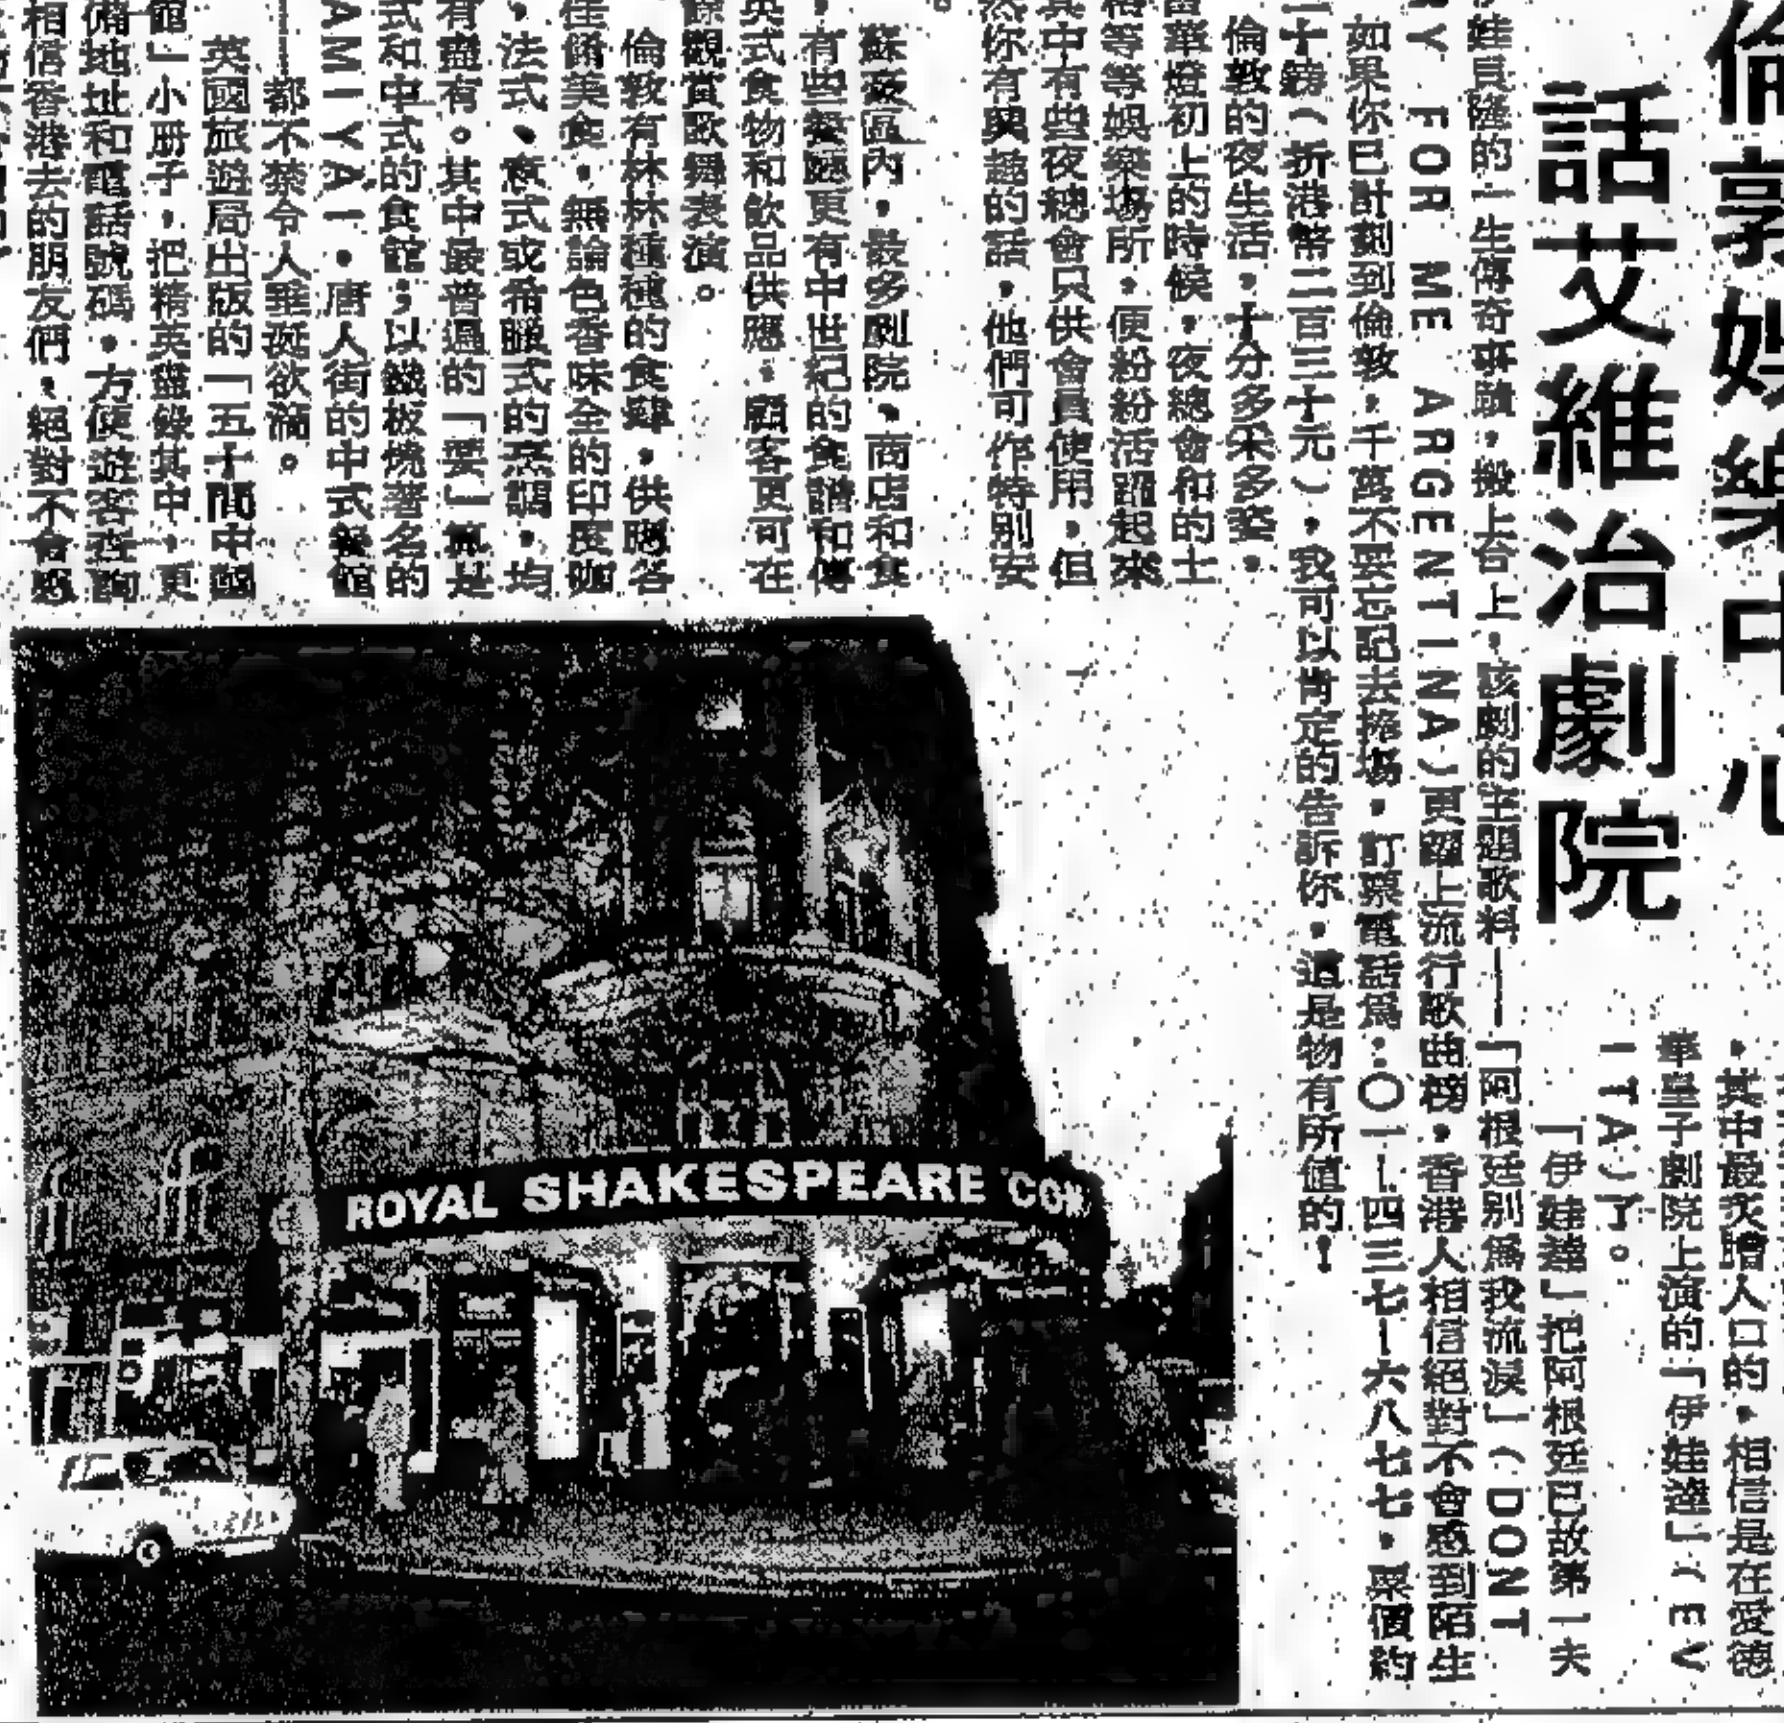 倫敦娛樂中心
話艾維治劇院
，其中最炙膾人口的，相信是在愛德
華皇子劇院上演的「伊娃達」（EV
ITA）了。
「伊娃達」把阿根廷已故第一夫
娃貝隆的一生傳奇事蹟，搬上台上，該劇的主題歌料——「阿根廷別為我流淚」（DONT
RY FOR ME ARGENTINA）更躍上流行歌曲榜，香港人相信絕對不會感到陌生
如果你已計劃到倫敦，千萬不要忘記去捧場，訂票電話為：〇一—四三七—六八七七，票價約
二十鎊（折港幣二百三十元），我可以肯定的告訴你，這是物有所值的！
倫敦的夜生活，十分多采多姿，
當華燈初上的時候，夜總會和的士
格等等娛樂場所，便紛紛活躍起來
其中有些夜總會只供會員使用，但
然你有興趣的話，他們可作特別安
。
蘇豪區內，最多劇院、商店和食
，有些餐廳更有中世紀的食譜和傳
英式食物和飲品供應，顧客更可在
餘觀賞歌舞表演。
倫敦有林林種種的食肆，供應各
佳餚美食，無論色香味全的印度咖
，法式、意式或希臘式的烹調，均
有盡有。其中最普遍的「要」算是
式和中式的食館；以鐵板燒著名的
AMIYAI，唐人街的中式餐館
——都不禁令人垂涎欲滴。
英國旅遊局出版的「五十間中國
館」小册子，把精英盡錄其中，更
備地址和電話號碼，方便遊客查詢
相信香港去的朋友們，絕對不會感
ROYAL SHAKESPEARE COM